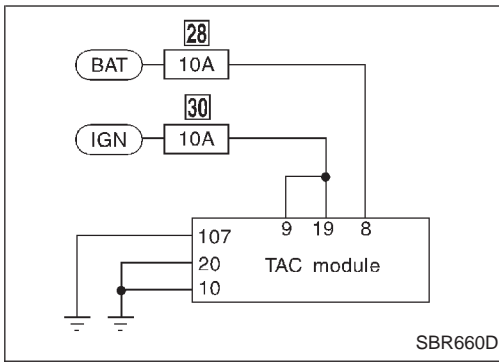 28
BAT 10A
30
IGN 10A
9 19 8
107
20 TAC module
10
SBR660D